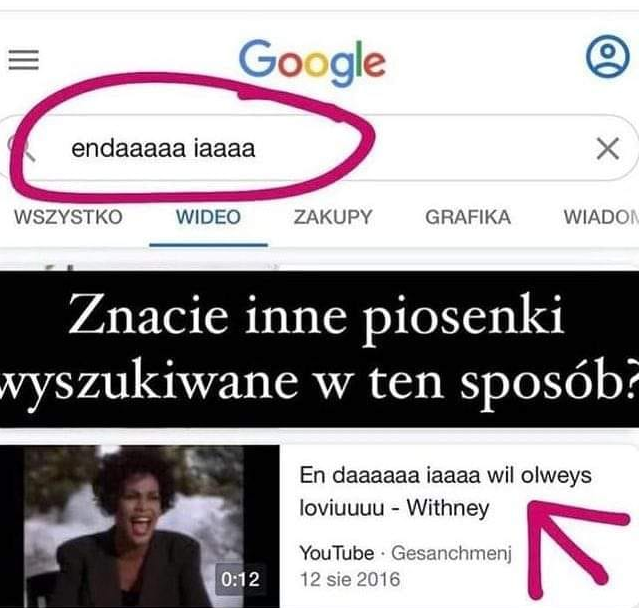 Google
endaaaaa iaaaa
WSZYSTKO WIDEO ZAKUPY GRAFIKA
Znacie inne piosenki
wyszukiwane w ten sposób?
En daaaaaa iaaaa wil olweys
loviuuuu - Withney
YouTube · Gesanchmenj
0:12 12 sie 2016